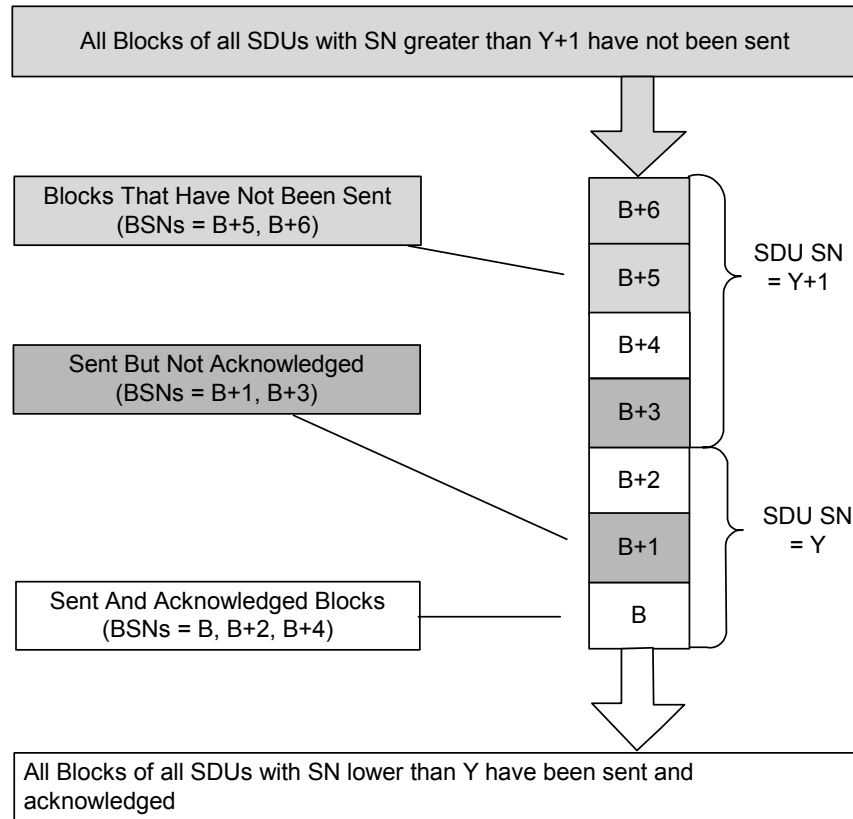 All Blocks of all SDUs with SN greater than Y+1 have not been sent
Blocks That Have Not Been Sent
(BSNs = B+5, B+6)
B+6
B+5
SDU SN
= Y+1
B+4
Sent But Not Acknowledged
(BSNs = B+1, B+3)
B+3
B+2
SDU SN
= Y
B+1
Sent And Acknowledged Blocks
(BSNs = B, B+2, B+4)
B
All Blocks of all SDUs with SN lower than Y have been sent and
acknowledged